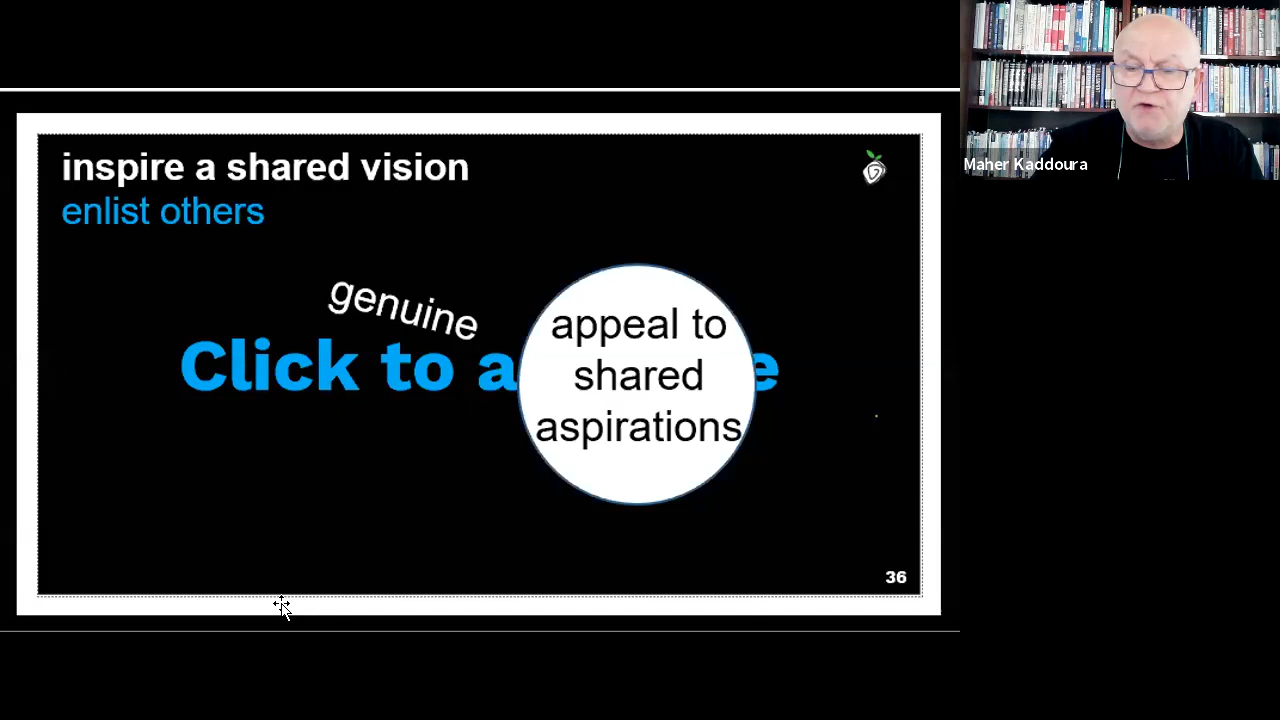 inspire a shared vision
enlist others
genuine
Click to a
e
appeal to
shared
aspirations
36
Maher Kaddoura